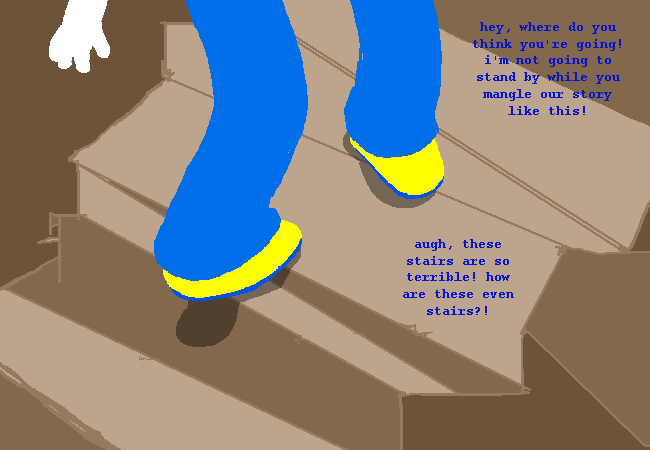 hey, where do you
think you're going!
i'm not going to
stand by while you
mangle our story
like this!
augh, these
stairs are so
terrible! how
are these even
stairs?!